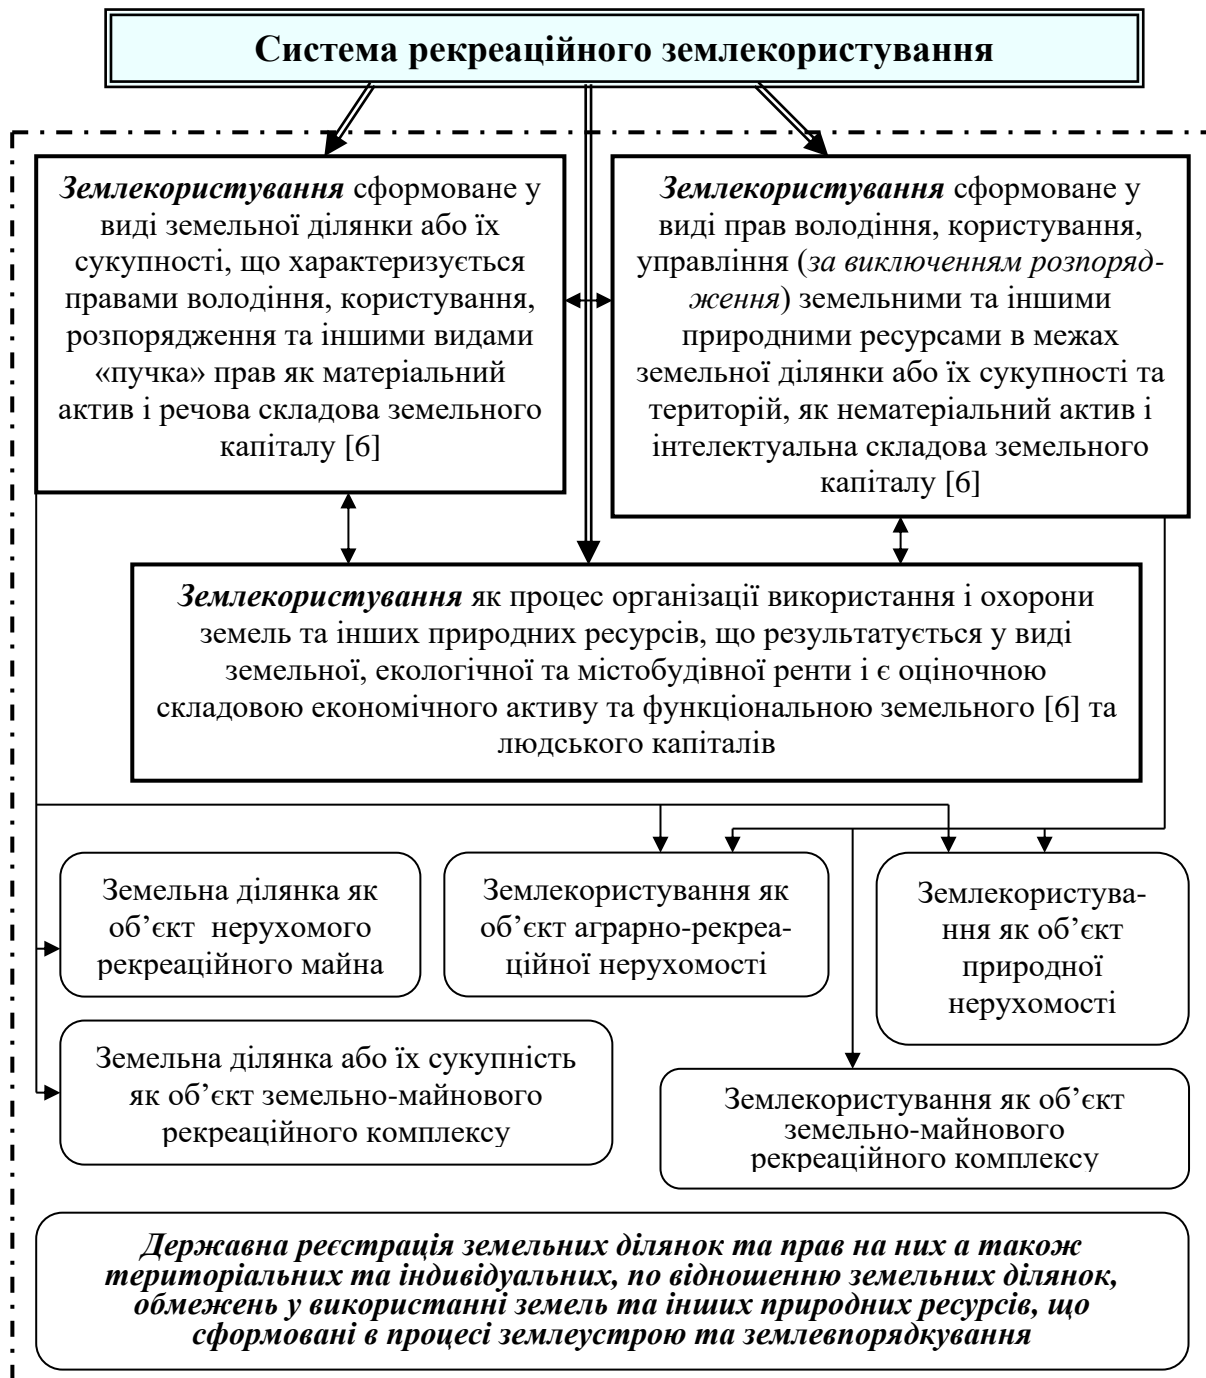 Система рекреаційного землекористування
Землекористування сформоване у
виді земельної ділянки або їх
сукупності, що характеризується
правами володіння, користування,
розпорядження та іншими видами
«пучка» прав як матеріальний
актив і речова складова земельного
капіталу [6]
Землекористування сформоване у
виді прав володіння, користування,
управління (за виключенням розпоряд-
ження) земельними та іншими
природними ресурсами в межах
земельної ділянки або їх сукупності та
територій, як нематеріальний актив і
інтелектуальна складова земельного
капіталу [6]
Землекористування як процес організації використання і охорони
земель та інших природних ресурсів, що результатується у виді
земельної, екологічної та містобудівної ренти і є оціночною
складовою економічного активу та функціональною земельного [6] та
людського капіталів
Земельна ділянка як
об’єкт нерухомого
рекреаційного майна
Землекористування як
об’єкт аграрно-рекреа-
ційної нерухомості
Землекористува-
ння як об’єкт
природної
нерухомості
Земельна ділянка або їх сукупність
як об’єкт земельно-майнового
рекреаційного комплексу
Землекористування як об’єкт
земельно-майнового
рекреаційного комплексу
Державна реєстрація земельних ділянок та прав на них а також
територіальних та індивідуальних, по відношенню земельних ділянок,
обмежень у використанні земель та інших природних ресурсів, що
сформовані в процесі землеустрою та землевпорядкування